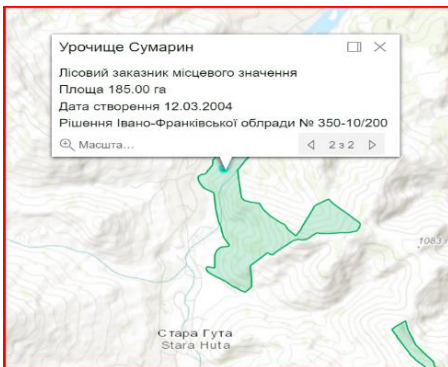 Урочище Сумарин
Лісовий заказник місцевого значення
Площа 185.00 га
Дата створення 12.03.2004
Рішення Івано-Франківської облради № 350-10/200
Масшта...
2 з 2
1083
Стара Гута
Stara Huta